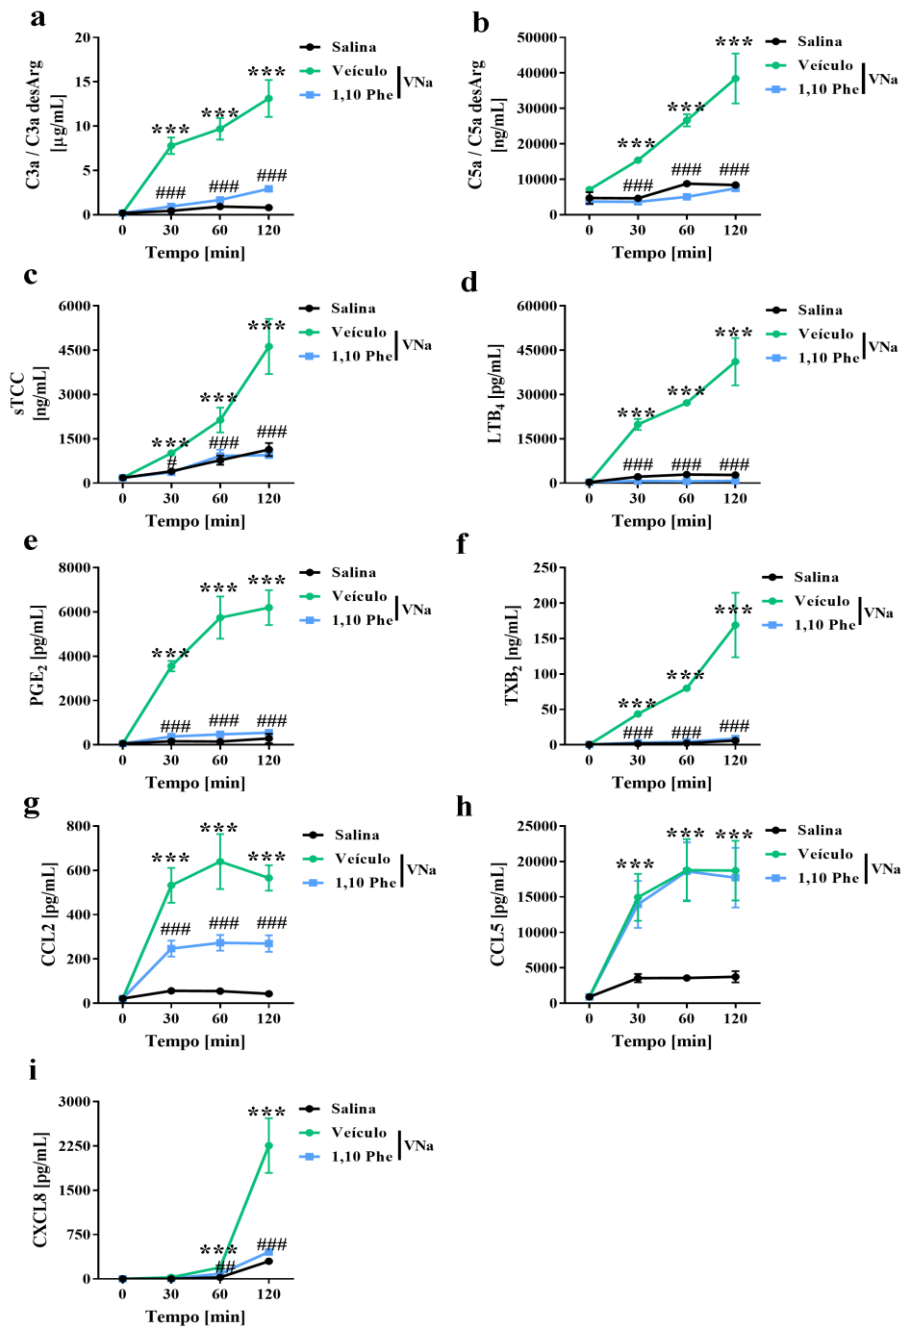 a
C3a / C3a desArg
[µg/mL]
20
15
10
5
0
***
***
***
###
###
###
0 30 60 120
Tempo [min]
Salina
Veículo
1,10 Phe
VNa
b
C5a / C5a desArg
[ng/mL]
50000
40000
30000
20000
10000
0
***
***
***
###
###
###
0 30 60 120
Tempo [min]
Salina
Veículo
1,10 Phe
VNa
c
sTCC
[ng/mL]
6000
4500
3000
1500
0
***
***
***
#
###
###
0 30 60 120
Tempo [min]
Salina
Veículo
1,10 Phe
VNa
d
LTB4 [pg/mL]
60000
45000
30000
15000
0
***
***
***
###
###
###
0 30 60 120
Tempo [min]
Salina
Veículo
1,10 Phe
VNa
e
PGE2 [pg/mL]
8000
6000
4000
2000
0
***
***
***
###
###
###
0 30 60 120
Tempo [min]
Salina
Veículo
1,10 Phe
VNa
f
TXB2 [ng/mL]
250
200
150
100
50
0
***
***
***
###
###
###
0 30 60 120
Tempo [min]
Salina
Veículo
1,10 Phe
VNa
g
CCL2 [pg/mL]
800
600
400
200
0
***
***
***
###
###
###
0 30 60 120
Tempo [min]
Salina
Veículo
1,10 Phe
VNa
h
CCL5 [pg/mL]
25000
20000
15000
10000
5000
0
***
***
***
0 30 60 120
Tempo [min]
Salina
Veículo
1,10 Phe
VNa
i
CXCL8 [pg/mL]
3000
2250
1500
750
0
***
***
##
###
0 30 60 120
Tempo [min]
Salina
Veículo
1,10 Phe
VNa